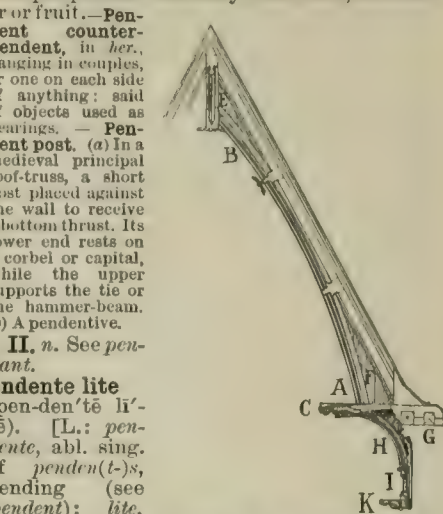 r or fruit.—Pen-
ent counter-
endent, in her.,
anging in couples,
r one on each side
f anything: said
f objects used as
earings. — Pen-
ent post. (a) In a
edieval principal
oof-truss, a short
ost placed against
he wall to receive
bottom thrust. Its
ower end rests on
corbel or capital,
hile the upper
upports the tie or
he hammer-beam.
) A pendentive.
II. n. See pen-
ant.
ndente lite
pen-den'tē lī'-
). [L.: pen-
ente, abl. sing.
f penden(t-)s,
ending (see
endent); lite,
E
B
A
F
C
G
H
I
K